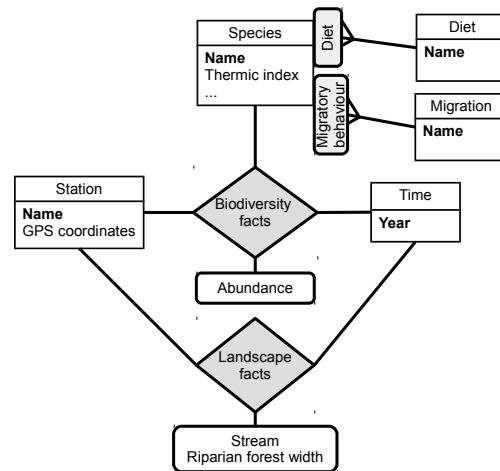 Species
Name
Thermic index
...
Diet
Diet
Name
Migratory
behaviour
Migration
Name
Station
Name
GPS coordinates
Biodiversity
facts
Time
Year
Abundance
Landscape
facts
Stream
Riparian forest width